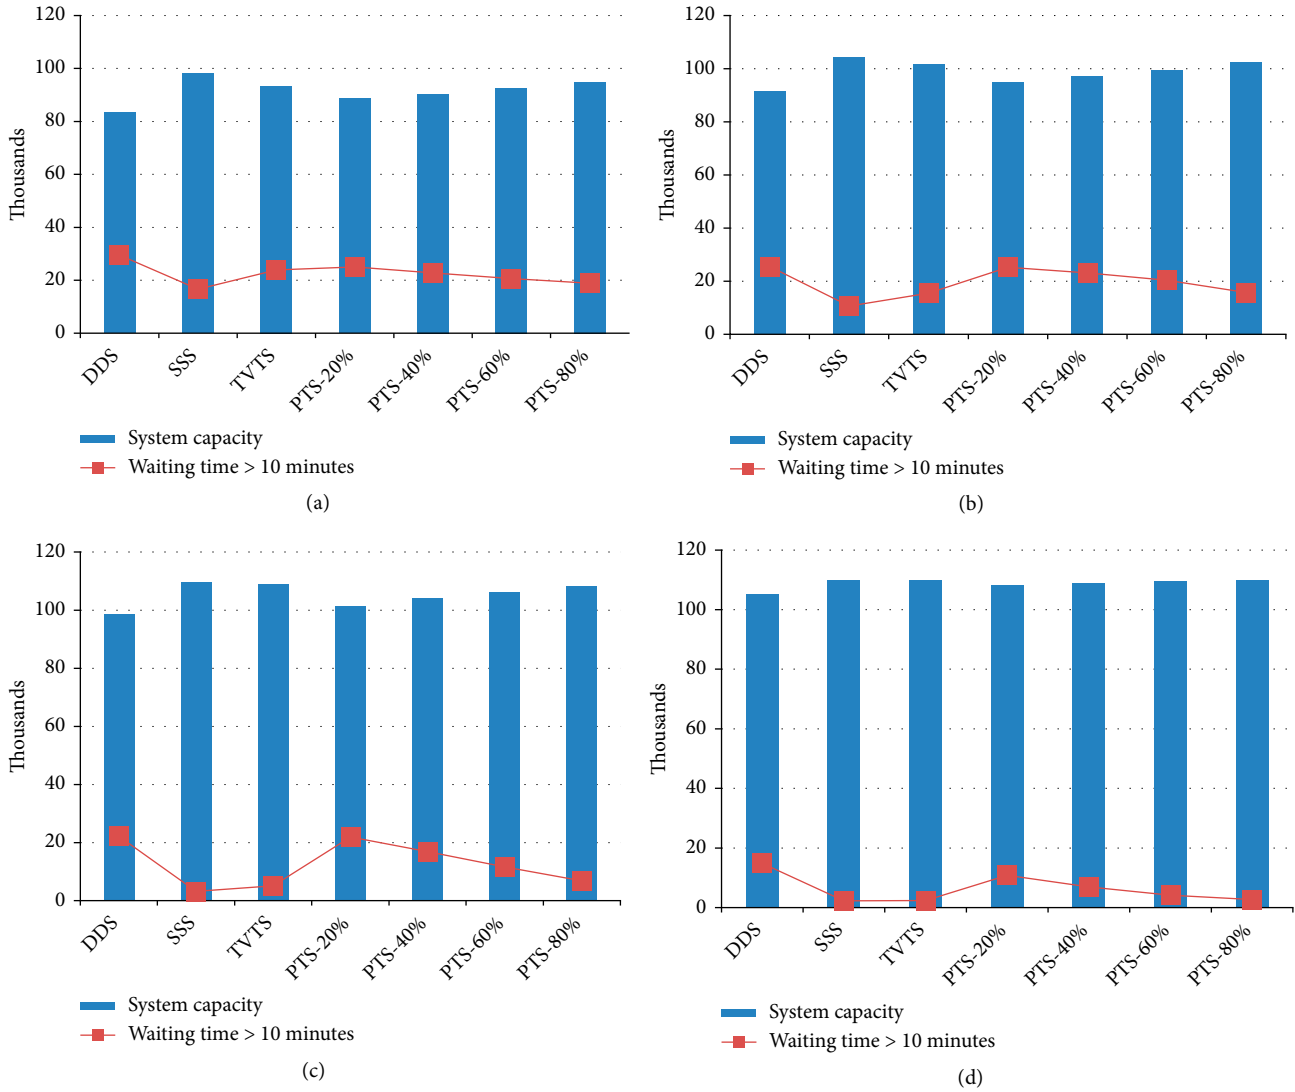 120
100
80
60
40
20
0
Thousands
DDS
SSS
TVTS
PTS-20%
PTS-40%
PTS-60%
PTS-80%
System capacity
Waiting time > 10 minutes
(a)
120
100
80
60
40
20
0
Thousands
DDS
SSS
TVTS
PTS-20%
PTS-40%
PTS-60%
PTS-80%
System capacity
Waiting time > 10 minutes
(b)
120
100
80
60
40
20
0
Thousands
DDS
SSS
TVTS
PTS-20%
PTS-40%
PTS-60%
PTS-80%
System capacity
Waiting time > 10 minutes
(c)
120
100
80
60
40
20
0
Thousands
DDS
SSS
TVTS
PTS-20%
PTS-40%
PTS-60%
PTS-80%
System capacity
Waiting time > 10 minutes
(d)